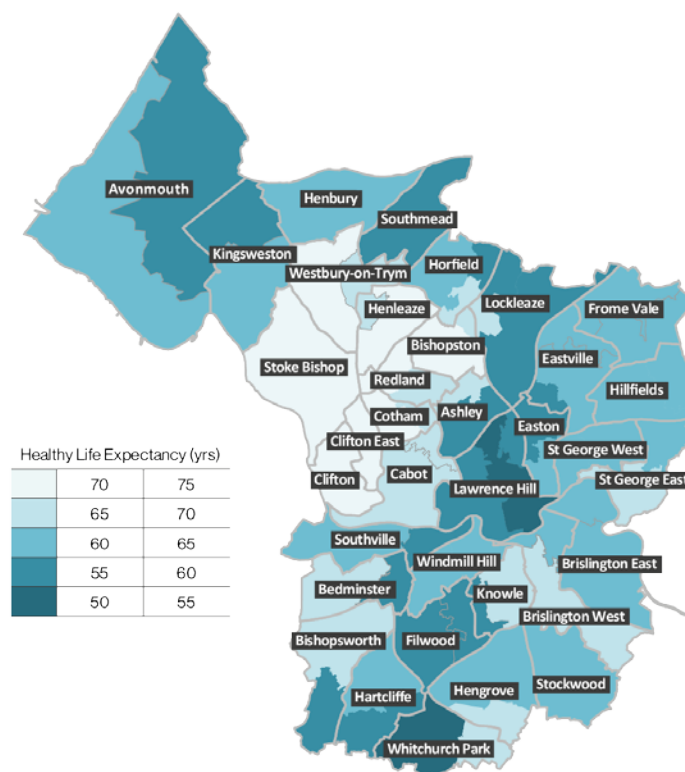 Avonmouth
Henbury
Southmead
Kingsweston
Westbury-on-Trym
Horfield
Henleaze
Lockleaze
Frome Vale
Bishopston
Eastville
Stoke Bishop
Redland
Hillfields
Cotham
Ashley
Easton
Clifton East
St George West
Healthy Life Expectancy (yrs)
Clifton
Cabot
Lawrence Hill
St George East
70 75
65 70
60 65
55 60
50 55
Southville
Windmill Hill
Brislington East
Bedminster
Knowle
Brislington West
Bishopsworth
Filwood
Hartcliffe
Hengrove
Stockwood
Whitchurch Park